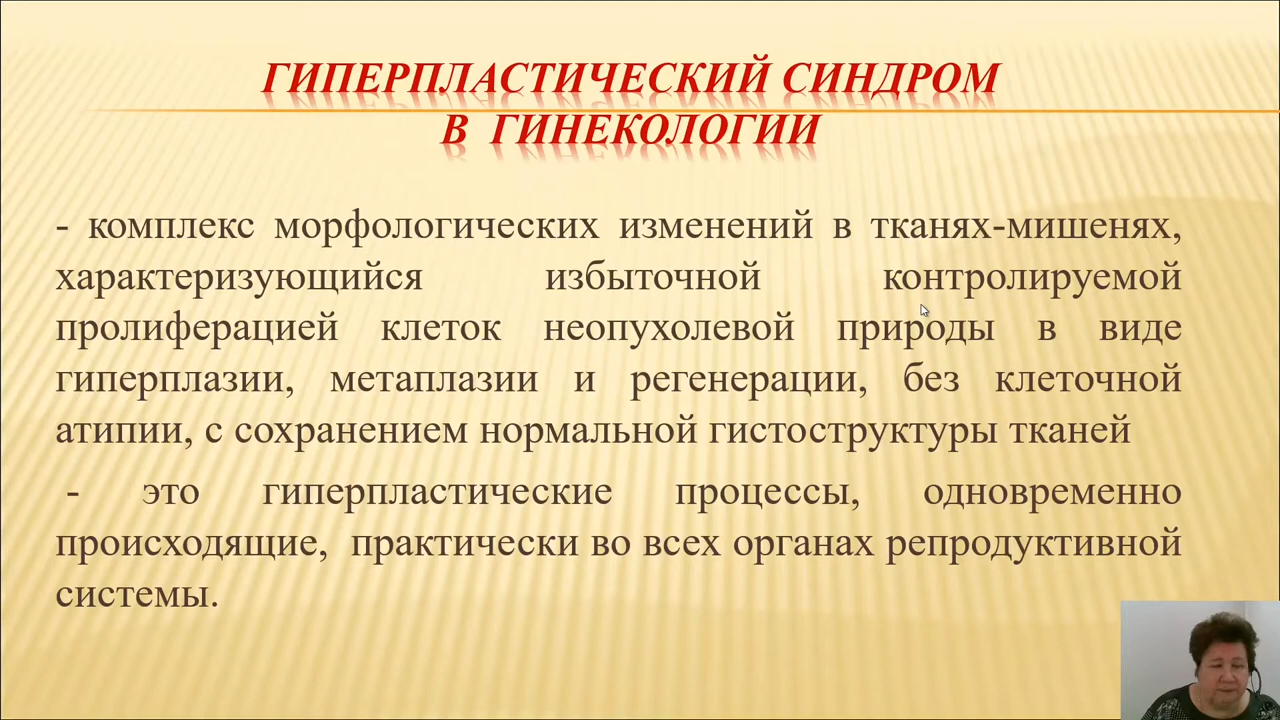 ГИПЕРПЛАСТИЧЕСКИЙ СИНДРОМ
В ГИНЕКОЛОГИИ
- комплекс морфологических изменений в тканях-мишенях,
характеризующийся избыточной контролируемой
пролиферацией клеток неопухолевой природы в виде
гиперплазии, метаплазии и регенерации, без клеточной
атипии, с сохранением нормальной гистоструктуры тканей
- это гиперпластические процессы, одновременно
происходящие, практически во всех органах репродуктивной
системы.